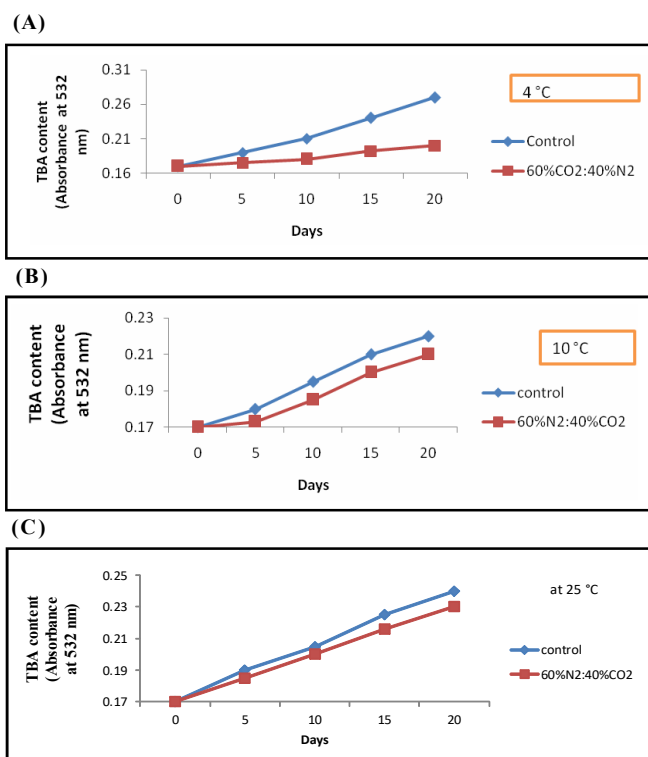 (A)
TBA content
(Absorbance at 532
nm)
0.31
0.26
0.21
0.16
0 5 10 15 20
Days
4 °C
Control
60%CO2:40%N2
(B)
TBA content
(Absorbance
at 532 nm)
0.23
0.21
0.19
0.17
0 5 10 15 20
Days
10 °C
control
60%N2:40%CO2
(C)
TBA content
(Absorbance
at 532 nm)
0.25
0.23
0.21
0.19
0.17
0 5 10 15 20
Days
at 25 °C
control
60%N2:40%CO2